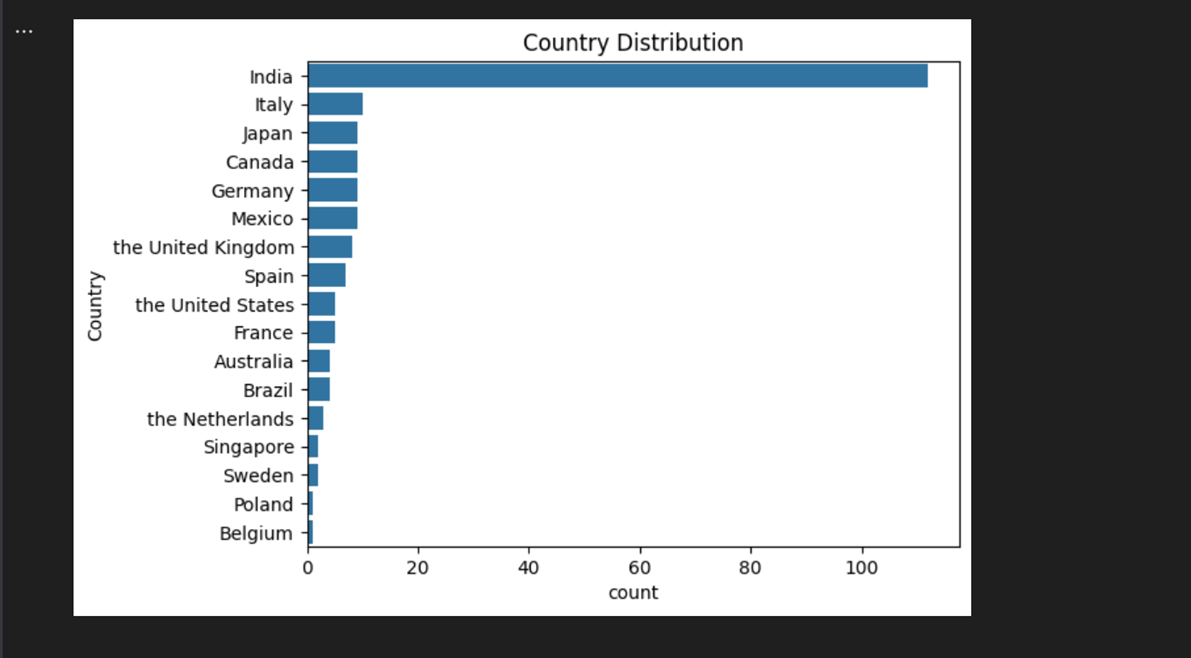 ...
Country Distribution
India
Italy
Japan
Canada
Germany
Mexico
the United Kingdom
Spain
the United States
France
Australia
Brazil
the Netherlands
Singapore
Sweden
Poland
Belgium
Country
0 20 40 60 80 100
count